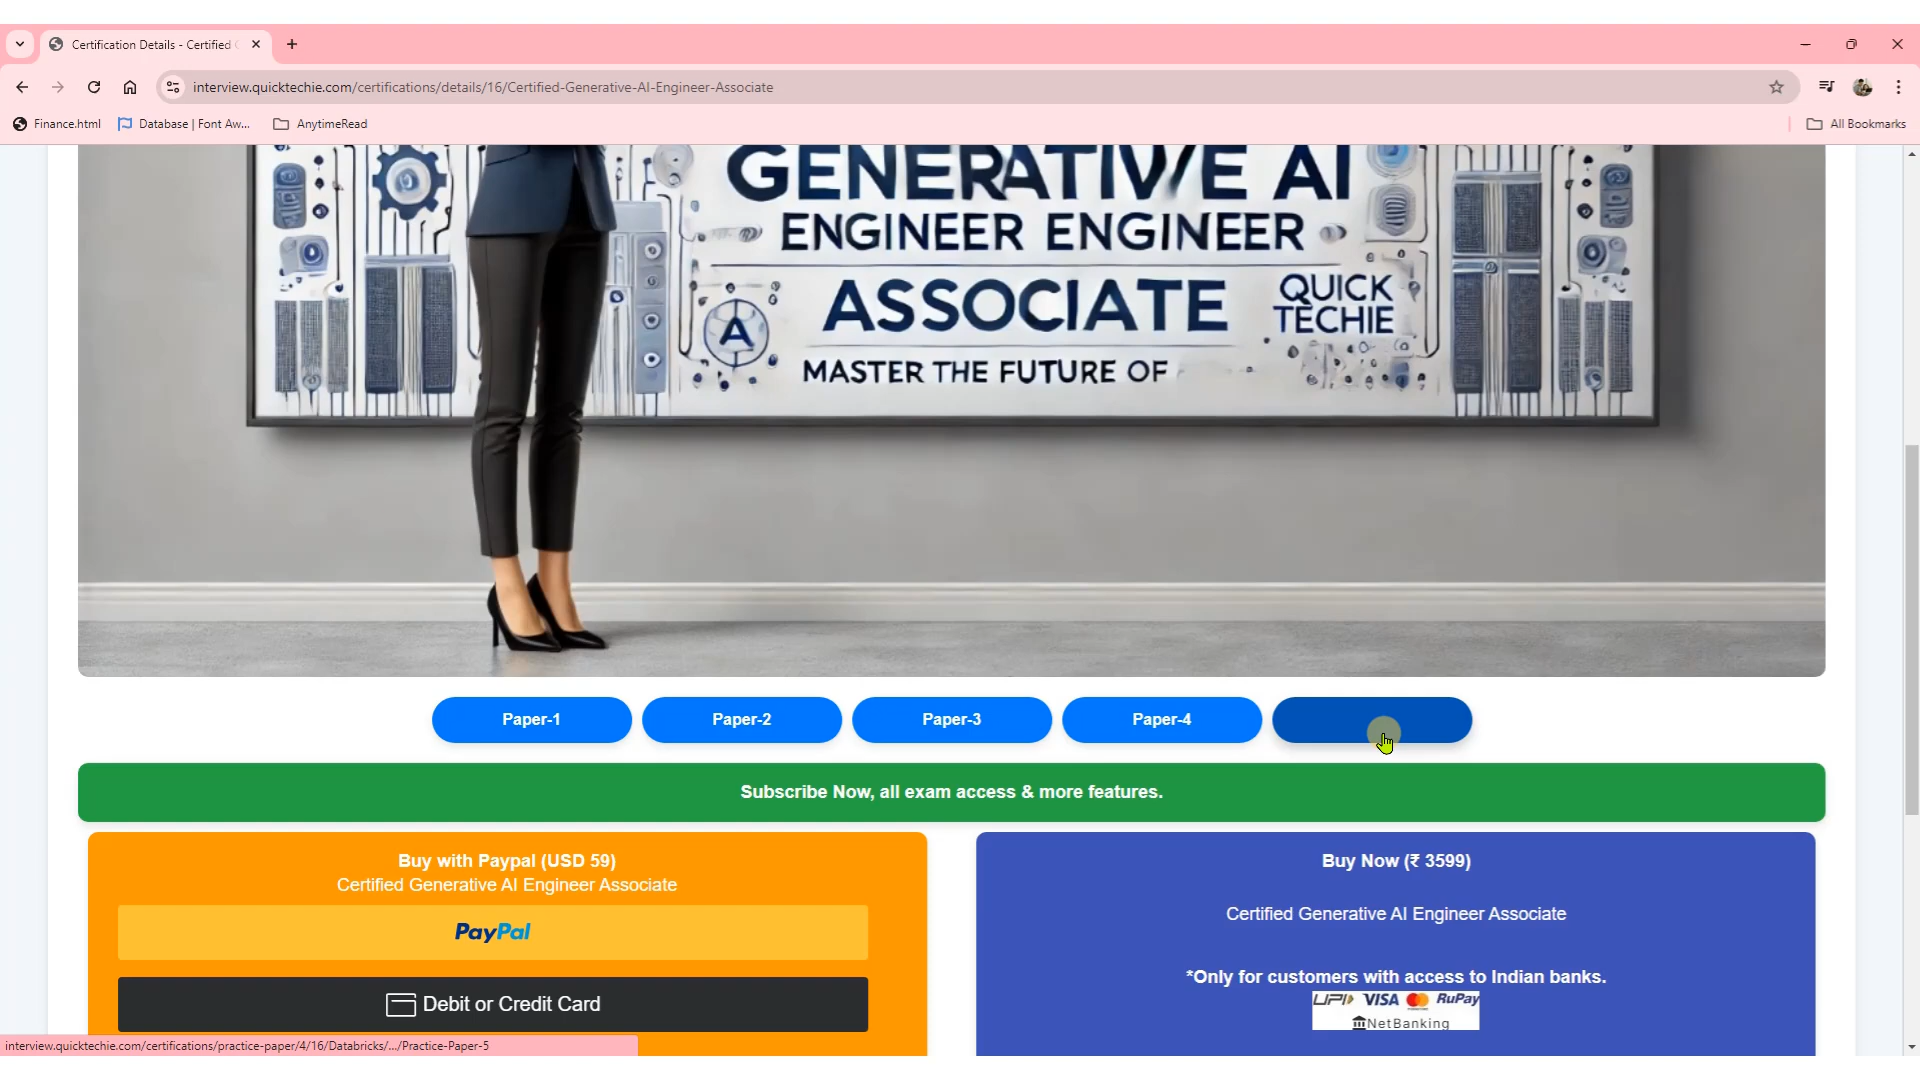 Certification Details - Certified
interview.quicktechie.com/certifications/details/16/Certified-Generative-AI-Engineer-Associate
Finance.html
Database | Font Aw...
AnytimeRead
All Bookmarks
GENERATIVE AI
ENGINEER ENGINEER
ASSOCIATE
QUICK
TECHIE
A
MASTER THE FUTURE OF
Paper-1
Paper-2
Paper-3
Paper-4
Subscribe Now, all exam access & more features.
Buy with Paypal (USD 59)
Certified Generative AI Engineer Associate
PayPal
Debit or Credit Card
Buy Now (₹ 3599)
Certified Generative AI Engineer Associate
*Only for customers with access to Indian banks.
UPI VISA RuPay
NetBanking
interview.quicktechie.com/certifications/practice-paper/4/16/Databricks/.../Practice-Paper-5